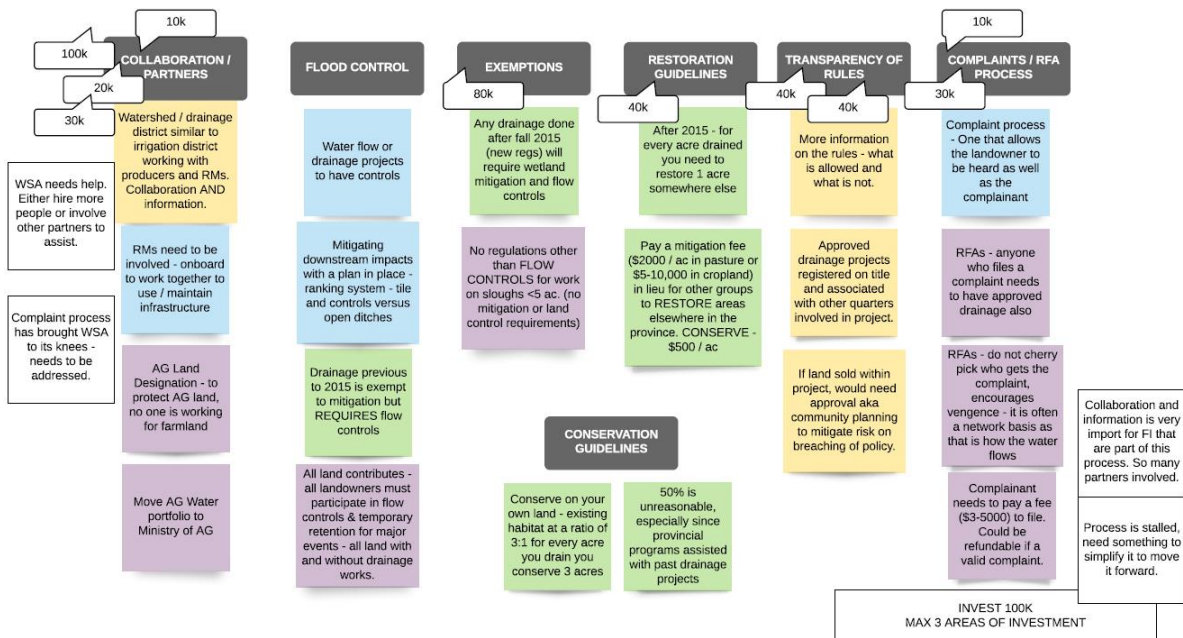 10k
100k
COLLABORATION /
PARTNERS
20k
30k
Watershed / drainage
district similar to
irrigation district
working with
producers and RMs.
Collaboration AND
information.
RMs need to be
involved - onboard
to work together to
use / maintain
infrastructure
AG Land
Designation - to
protect AG land,
no one is working
for farmland
Move AG Water
portfolio to
Ministry of AG
WSA needs help.
Either hire more
people or involve
other partners to
assist.
Complaint process
has brought WSA
to its knees -
needs to be
addressed.
FLOOD CONTROL
Water flow or
drainage projects
to have controls
Mitigating
downstream impacts
with a plan in place -
ranking system - tile
and controls versus
open ditches
Drainage previous
to 2015 is exempt
to mitigation but
REQUIRES flow
controls
All land contributes -
all landowners must
participate in flow
controls & temporary
retention for major
events - all land with
and without drainage
works.
EXEMPTIONS
80k
Any drainage done
after fall 2015
(new regs) will
require wetland
mitigation and flow
controls
No regulations other
than FLOW
CONTROLS for work
on sloughs <5 ac. (no
mitigation or land
control requirements)
RESTORATION
GUIDELINES
40k
After 2015 - for
every acre drained
you need to
restore 1 acre
somewhere else
Pay a mitigation fee
($2000 / ac in pasture or
$5-10,000 in cropland)
in lieu for other groups
to RESTORE areas
elsewhere in the
province. CONSERVE -
$500 / ac
CONSERVATION
GUIDELINES
Conserve on your
own land - existing
habitat at a ratio of
3:1 for every acre
you drain you
conserve 3 acres
50% is
unreasonable,
especially since
provincial
programs assisted
with past drainage
projects
TRANSPARENCY OF
RULES
40k
40k
More information
on the rules - what
is allowed and
what is not.
Approved
drainage projects
registered on title
and associated
with other quarters
involved in project.
If land sold within
project, would need
approval aka
community planning
to mitigate risk on
breaching of policy.
10k
COMPLAINTS / RFA
PROCESS
30k
Complaint process
- One that allows
the landowner to
be heard as well
as the
complainant
RFAs - anyone
who files a
complaint needs
to have approved
drainage also
RFAs - do not cherry
pick who gets the
complaint,
encourages
vengence - it is often
a network basis as
that is how the water
flows
Complainant
needs to pay a fee
($3-5000) to file.
Could be
refundable if a
valid complaint.
Collaboration and
information is very
import for FI that
are part of this
process. So many
partners involved.
Process is stalled,
need something to
simplify it to move
it forward.
INVEST 100K
MAX 3 AREAS OF INVESTMENT